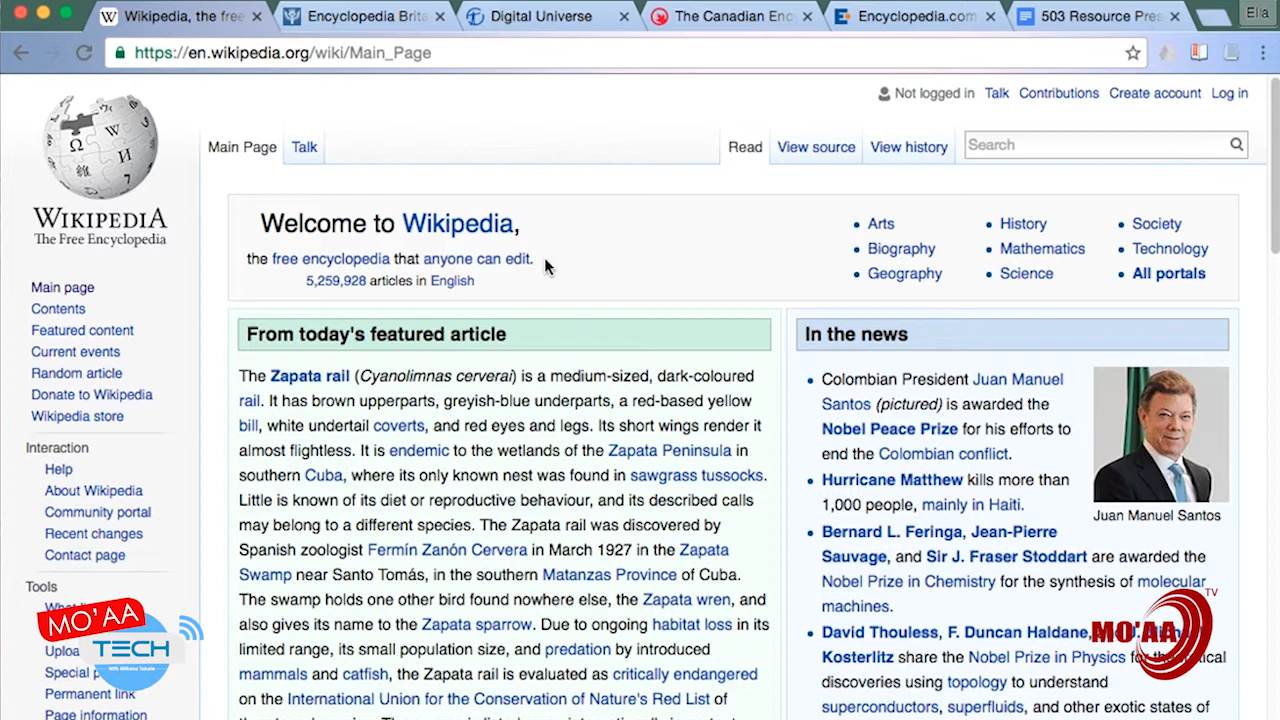 Wikipedia, the free
Encyclopedia Brita
Digital Universe
The Canadian Enc
Encyclopedia.com
503 Resource Pres
Ella
https://en.wikipedia.org/wiki/Main_Page
Not logged in Talk Contributions Create account Log in
Main Page Talk Read View source View history Search
WIKIPEDIA
The Free Encyclopedia
Main page
Contents
Featured content
Current events
Random article
Donate to Wikipedia
Wikipedia store
Interaction
Help
About Wikipedia
Community portal
Recent changes
Contact page
Tools
Uploa
Special p
Permanent link
Page information
Welcome to Wikipedia,
the free encyclopedia that anyone can edit.
5,259,928 articles in English
Arts
Biography
Geography
History
Mathematics
Science
Society
Technology
All portals
From today's featured article
The Zapata rail (Cyanolimnas cerverai) is a medium-sized, dark-coloured
rail. It has brown upperparts, greyish-blue underparts, a red-based yellow
bill, white undertail coverts, and red eyes and legs. Its short wings render it
almost flightless. It is endemic to the wetlands of the Zapata Peninsula in
southern Cuba, where its only known nest was found in sawgrass tussocks.
Little is known of its diet or reproductive behaviour, and its described calls
may belong to a different species. The Zapata rail was discovered by
Spanish zoologist Fermín Zanón Cervera in March 1927 in the Zapata
Swamp near Santo Tomás, in the southern Matanzas Province of Cuba.
The swamp holds one other bird found nowhere else, the Zapata wren, and
also gives its name to the Zapata sparrow. Due to ongoing habitat loss in its
limited range, its small population size, and predation by introduced
mammals and catfish, the Zapata rail is evaluated as critically endangered
on the International Union for the Conservation of Nature's Red List of
In the news
Colombian President Juan Manuel
Santos (pictured) is awarded the
Nobel Peace Prize for his efforts to
end the Colombian conflict.
Hurricane Matthew kills more than
1,000 people, mainly in Haiti.
Juan Manuel Santos
Bernard L. Feringa, Jean-Pierre
Sauvage, and Sir J. Fraser Stoddart are awarded the
Nobel Prize in Chemistry for the synthesis of molecular
machines.
David Thouless, F. Duncan Haldane,
Kosterlitz share the Nobel Prize in Physics for
discoveries using topology to understand
superconductors, superfluids, and other exotic states of
MO'AA
TECH
MO'AA
TV